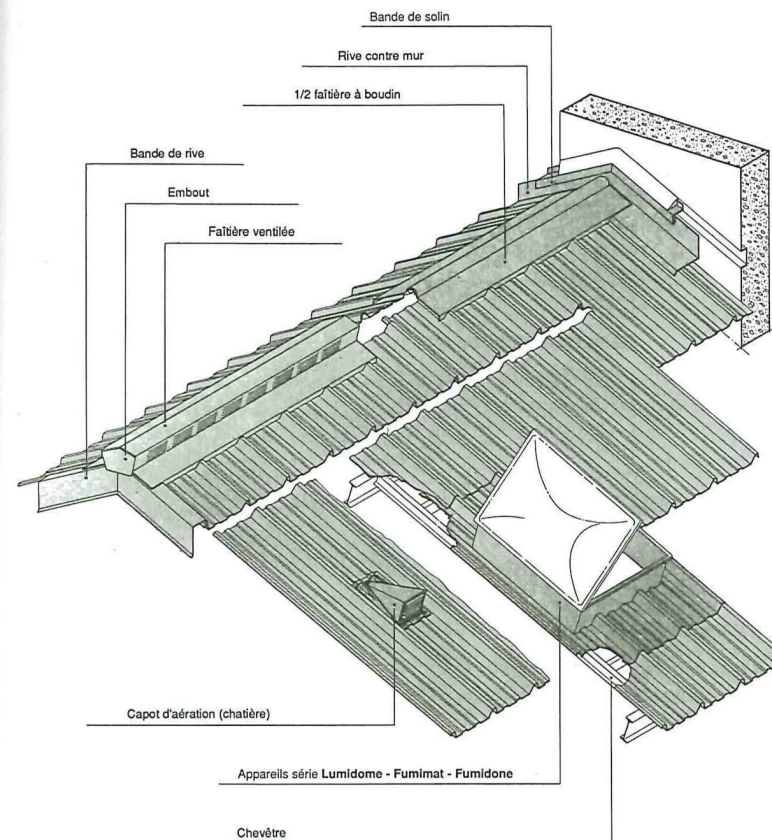 Bande de solin
Rive contre mur
1/2 faîtière à boudin
Bande de rive
Embout
Faîtière ventilée
Capot d'aération (chatière)
Appareils série Lumidome - Fumimat - Fumidone
Chevêtre